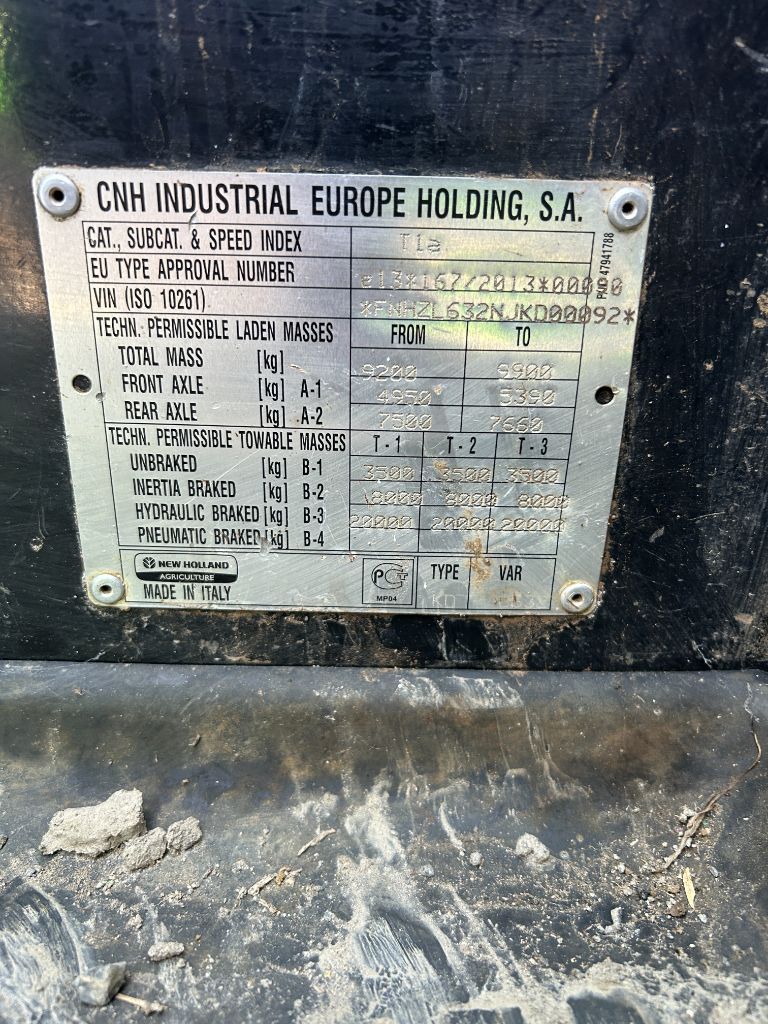 CNH INDUSTRIAL EUROPE HOLDING, S.A.
CAT., SUBCAT. & SPEED INDEX T1a
EU TYPE APPROVAL NUMBER e13*167/2013*00090
VIN (ISO 10261) *FNHZL632NJKD00092*
TECHN. PERMISSIBLE LADEN MASSES FROM TO
TOTAL MASS [kg] 9200 9900
FRONT AXLE [kg] A-1 4950 5390
REAR AXLE [kg] A-2 7500 7660
TECHN. PERMISSIBLE TOWABLE MASSES T-1 T-2 T-3
UNBRAKED [kg] B-1 3500 3500 3500
INERTIA BRAKED [kg] B-2 8000 8000 8000
HYDRAULIC BRAKED [kg] B-3 20000 20000 20000
PNEUMATIC BRAKED [kg] B-4
NEW HOLLAND
AGRICULTURE
MADE IN ITALY
MP04
TYPE VAR
47941788